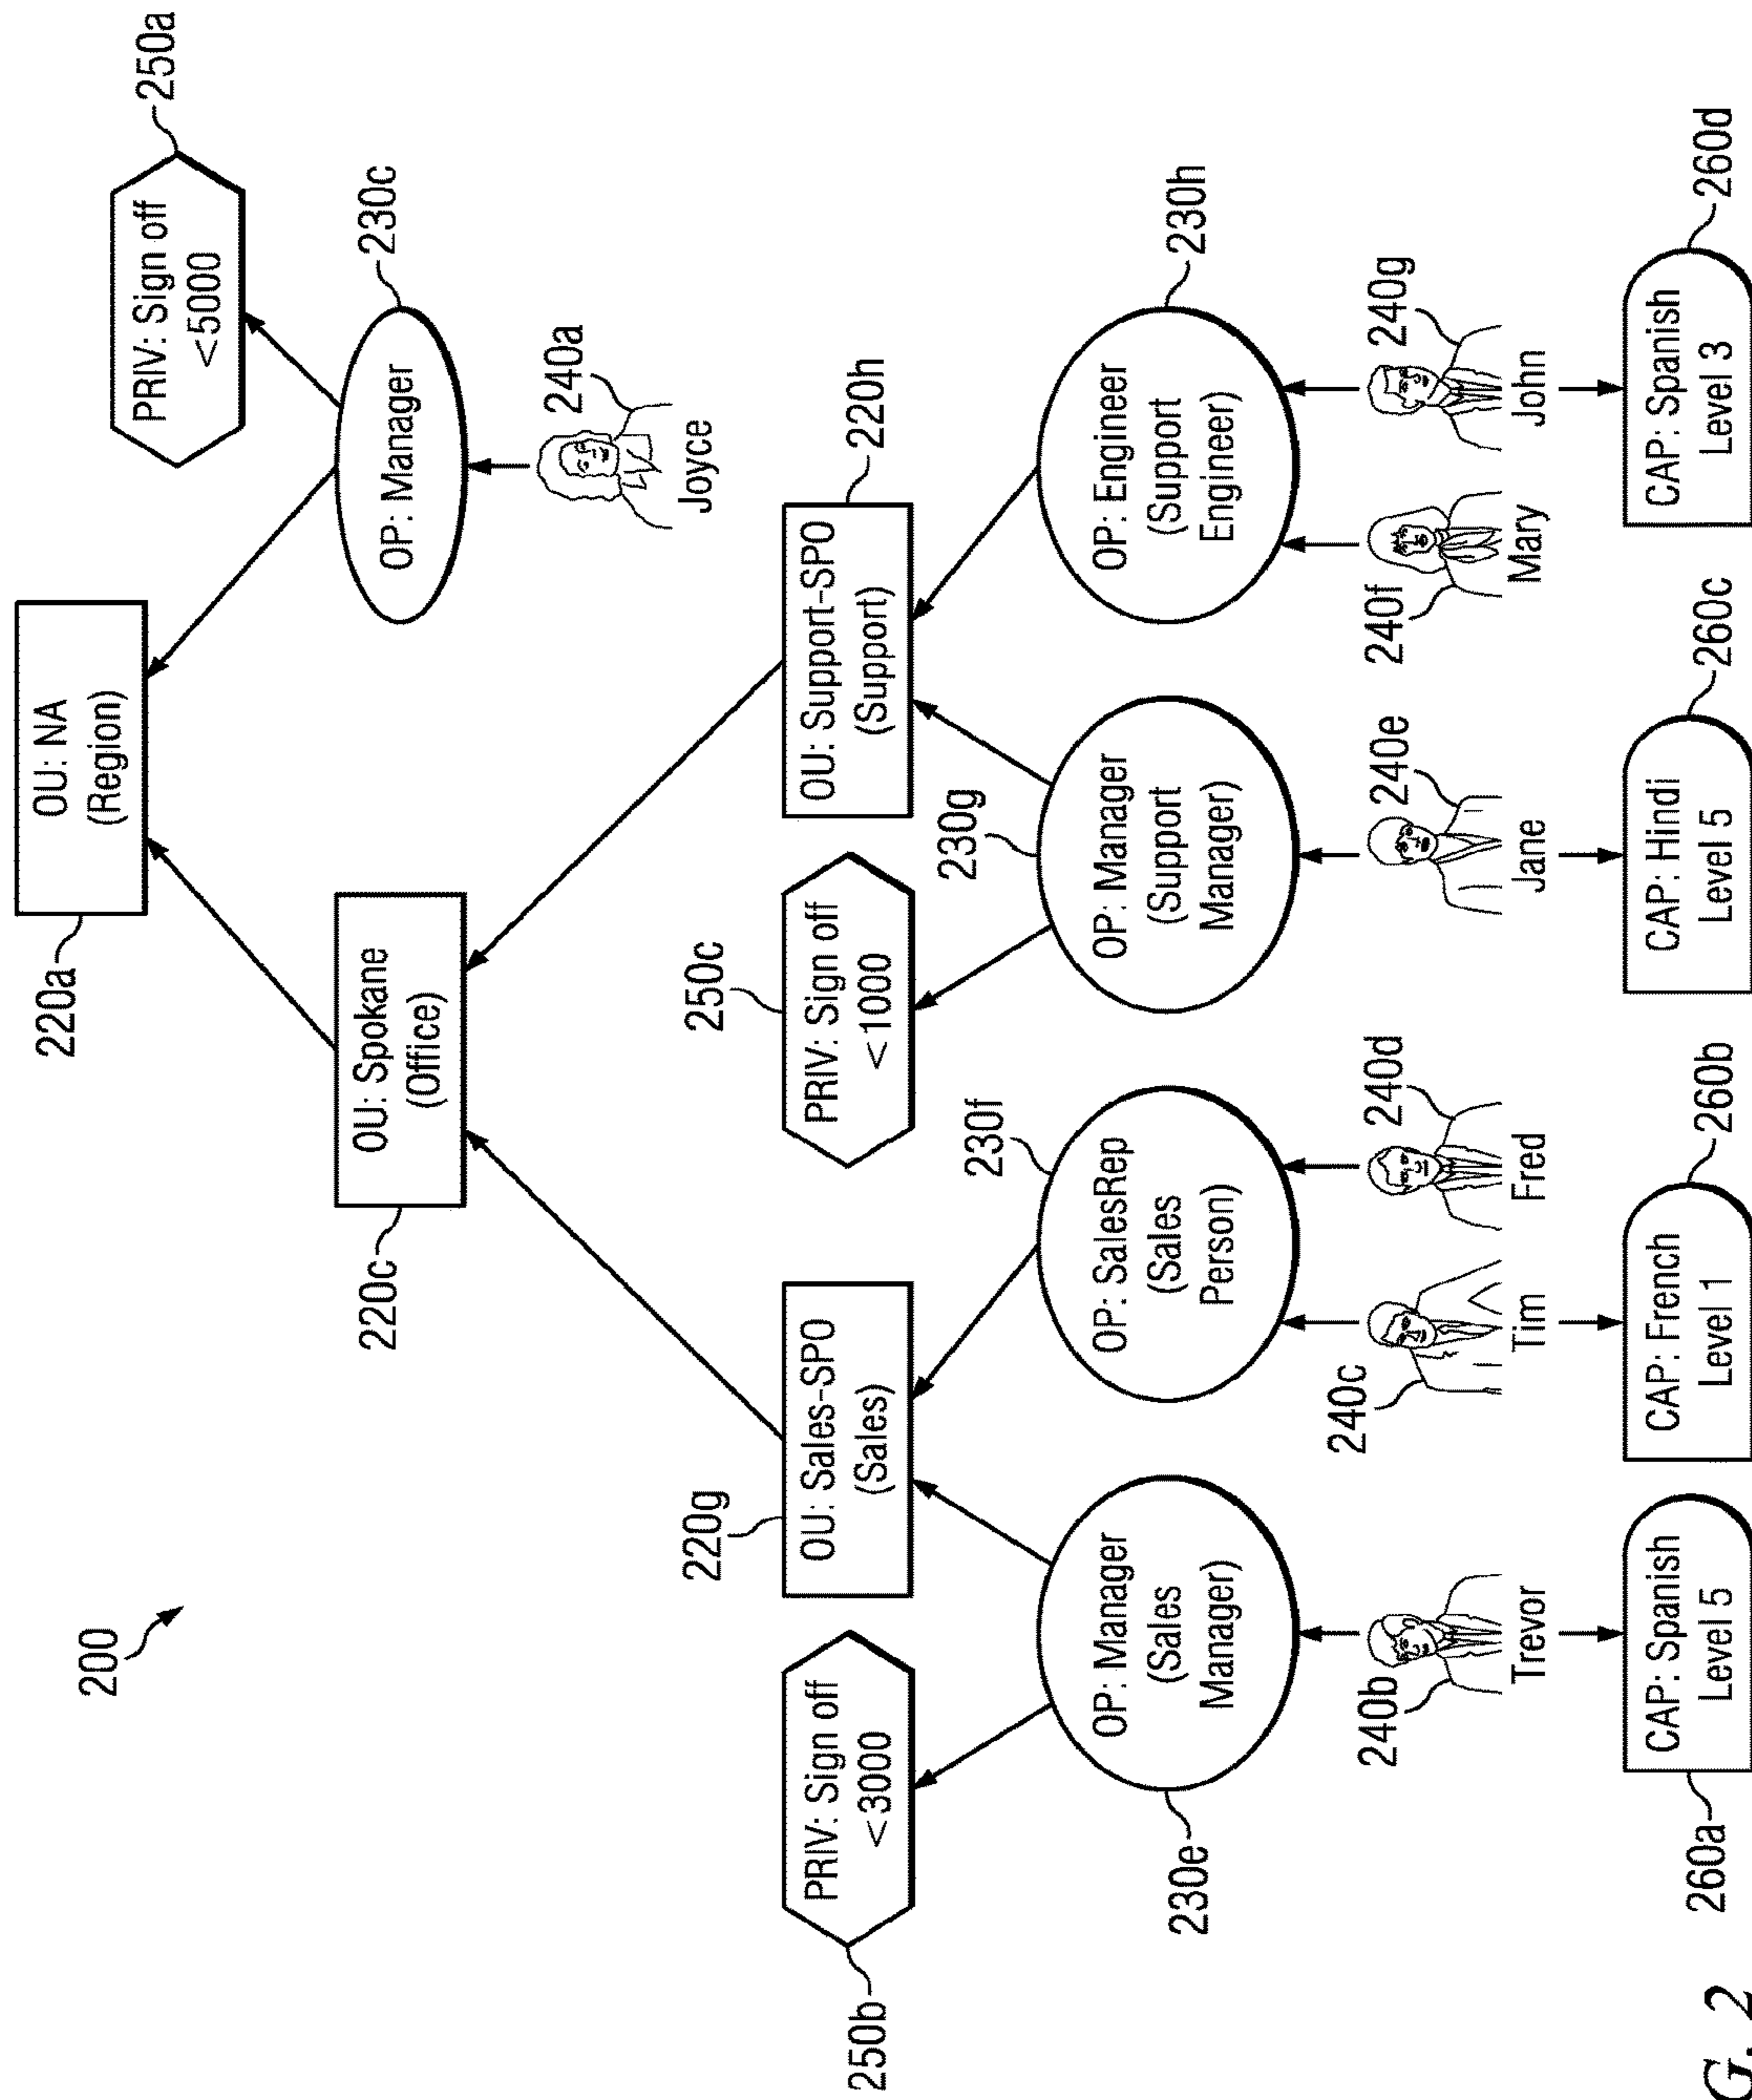 200
OU: NA
(Region)
220a
PRIV: Sign off
<5000
250a
OU: Spokane
(Office)
220c
OP: Manager
230c
240a
Joyce
PRIV: Sign off
<3000
250b
OU: Sales-SPO
(Sales)
220g
PRIV: Sign off
<1000
250c
OU: Support-SPO
(Support)
220h
OP: Manager
(Sales
Manager)
230e
OP: SalesRep
(Sales
Person)
230f
OP: Manager
(Support
Manager)
230g
OP: Engineer
(Support
Engineer)
230h
240b
Trevor
240c
Tim
240d
Fred
240e
Jane
240f
Mary
240g
John
CAP: Spanish
Level 5
260a
CAP: French
Level 1
260b
CAP: Hindi
Level 5
260c
CAP: Spanish
Level 3
260d
G. 2